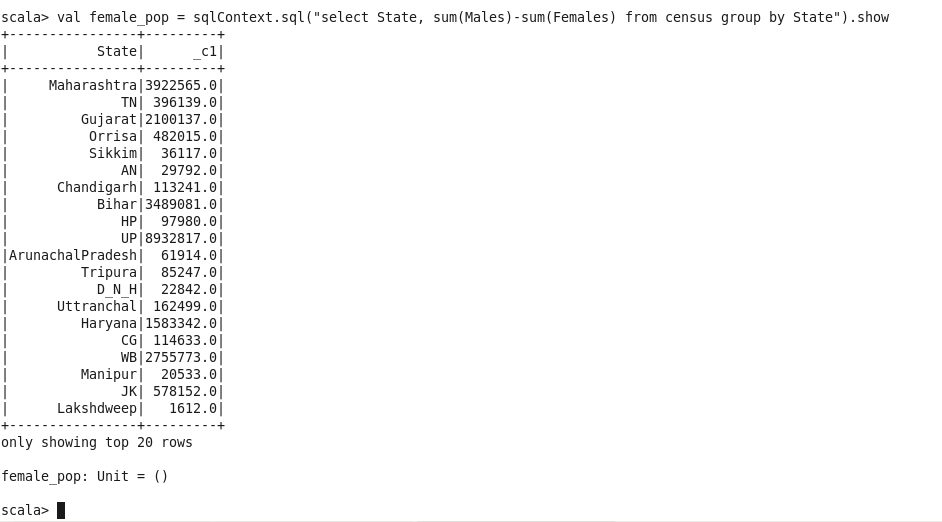 scala> val female_pop = sqlContext.sql("select State, sum(Males)-sum(Females) from census group by State").show
+----------------+---------+
|           State|      _c1|
+----------------+---------+
|     Maharashtra|3922565.0|
|              TN| 396139.0|
|         Gujarat|2100137.0|
|          Orrisa| 482015.0|
|          Sikkim|  36117.0|
|              AN|  29792.0|
|      Chandigarh| 113241.0|
|           Bihar|3489081.0|
|              HP|  97980.0|
|              UP|8932817.0|
|ArunachalPradesh|  61914.0|
|         Tripura|  85247.0|
|           D_N_H|  22842.0|
|      Uttranchal| 162499.0|
|         Haryana|1583342.0|
|              CG| 114633.0|
|              WB|2755773.0|
|         Manipur|  20533.0|
|              JK| 578152.0|
|      Lakshdweep|   1612.0|
+----------------+---------+
only showing top 20 rows
female_pop: Unit = ()
scala>